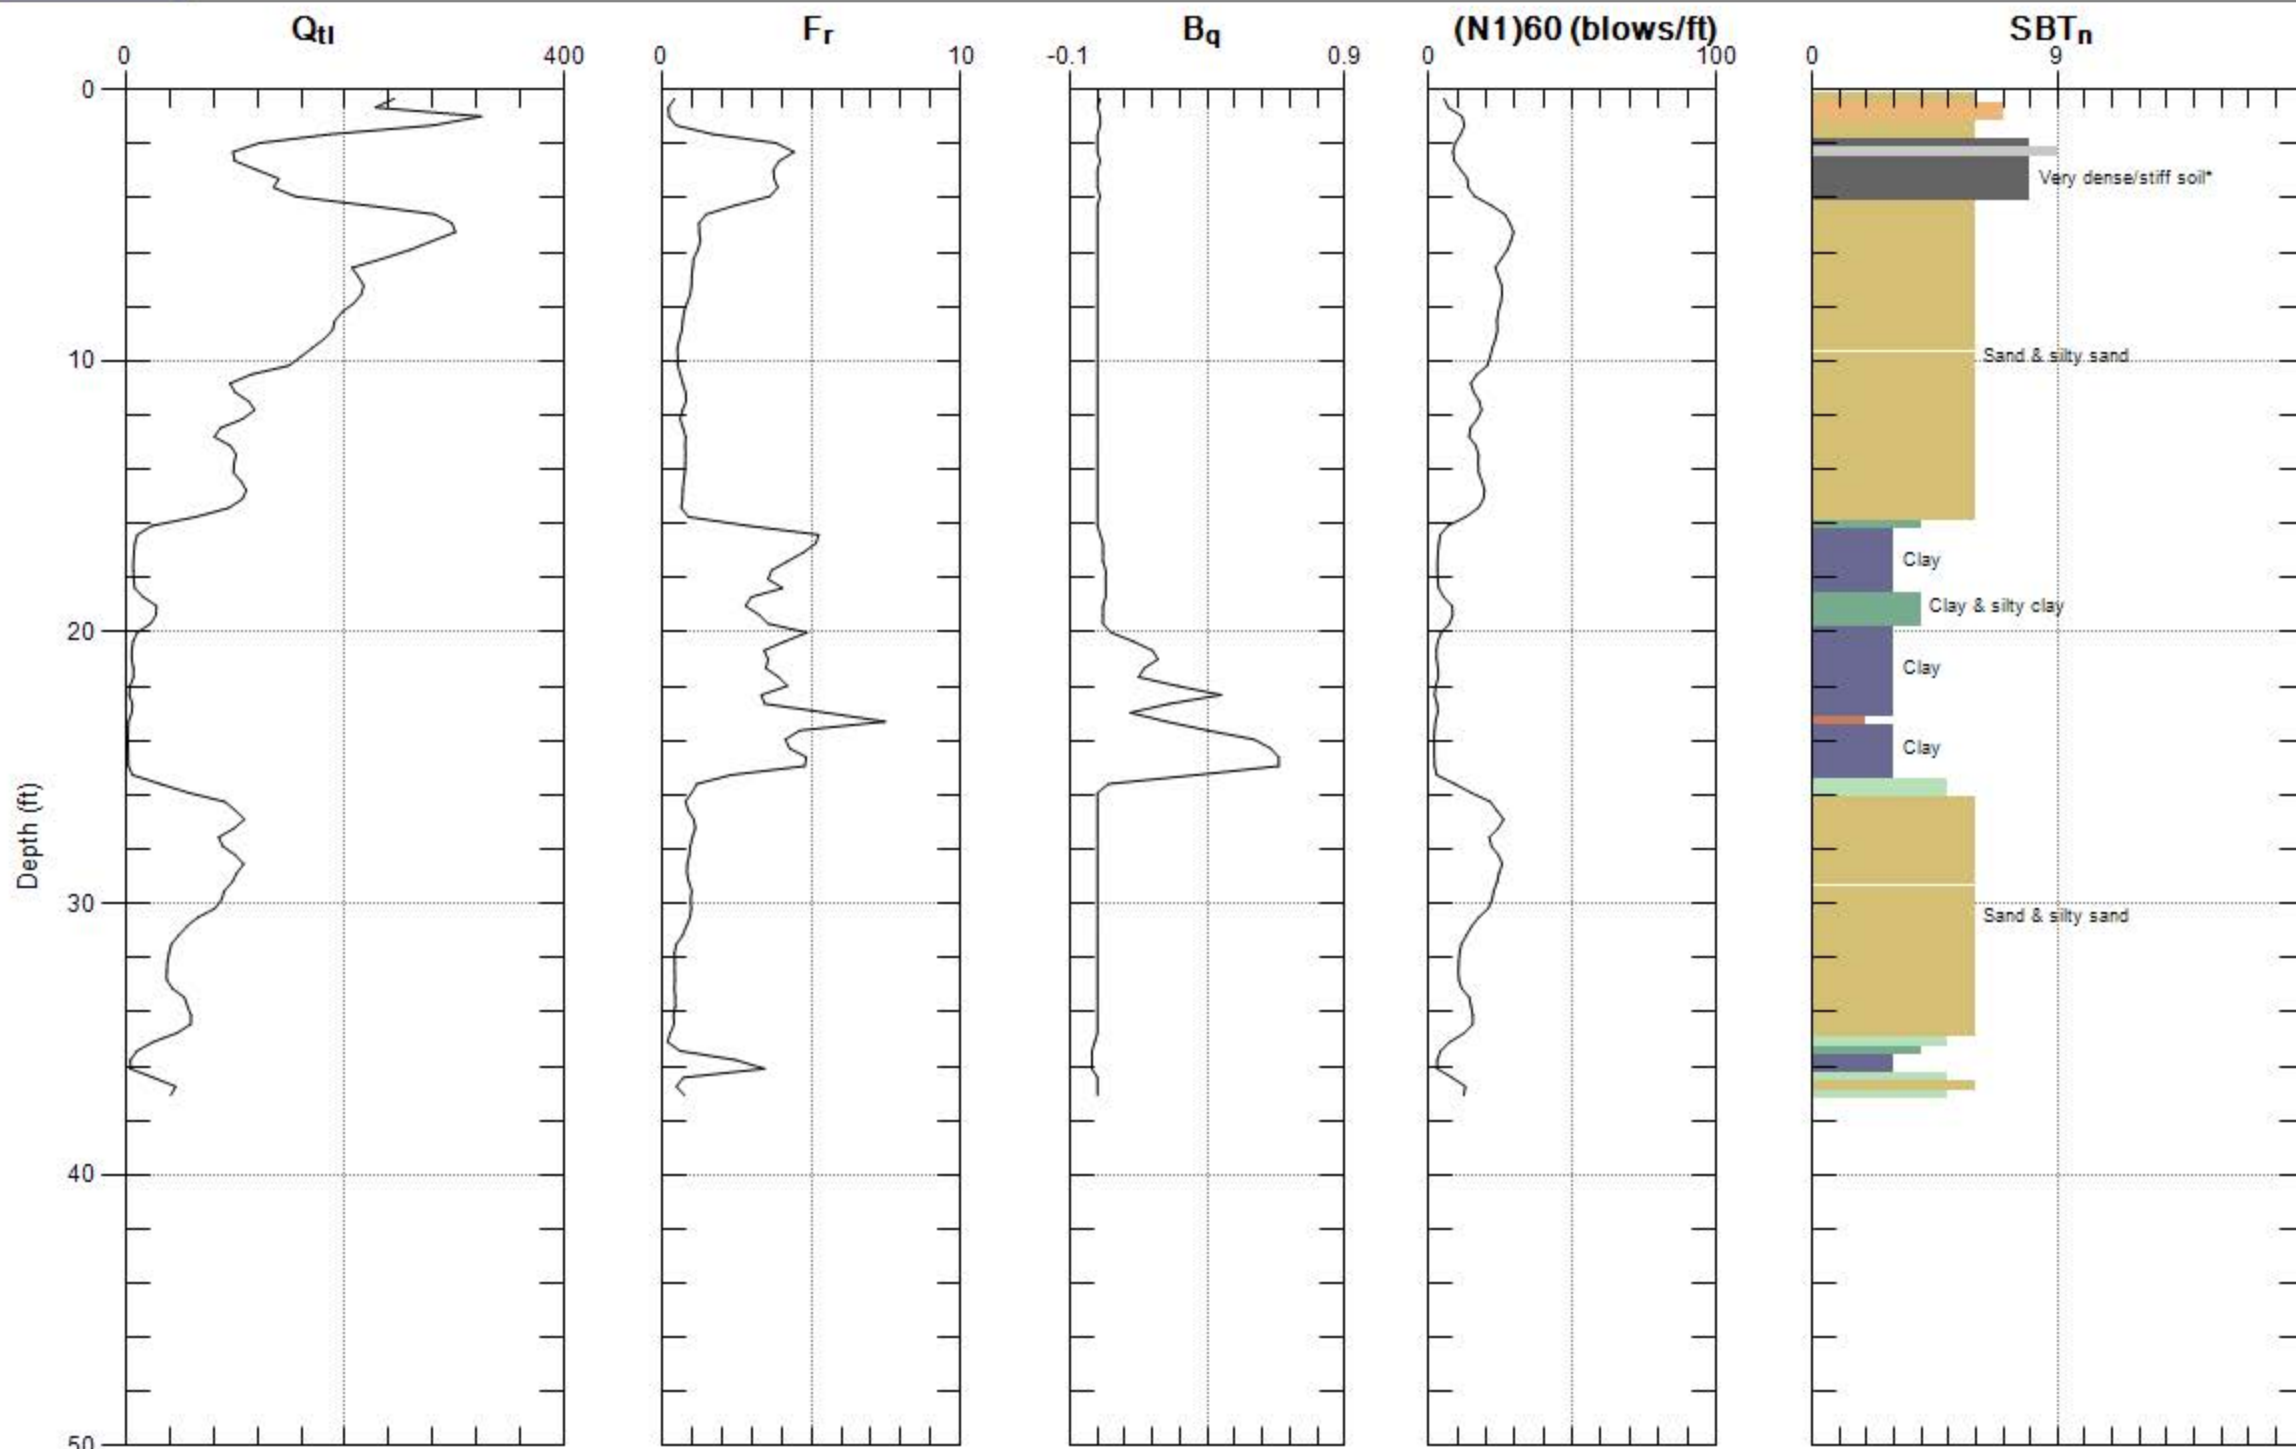 Qtl Fr Bq (N1)60 (blows/ft) SBTn
0 400 0 10 -0.1 0.9 0 100 0 9
0
Very dense/stiff soil*
10
Sand & silty sand
Clay
Clay & silty clay
20
Clay
Clay
Depth (ft)
30
Sand & silty sand
40
50